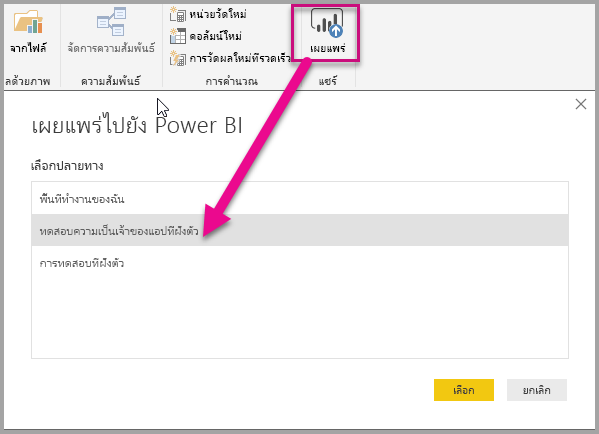 หน่วยวัดใหม่
คอลัมน์ใหม่
การวัดผลใหม่ที่รวดเร็ว
จากไฟล์
จัดการความสัมพันธ์
เผยแพร่
ลด้วยภาพ
ความสัมพันธ์
การคำนวณ
แชร์
เผยแพร่ไปยัง Power BI
เลือกปลายทาง
พื้นที่ทำงานของฉัน
ทดสอบความเป็นเจ้าของแอปที่ฝังตัว
การทดสอบที่ฝังตัว
เลือก
ยกเลิก